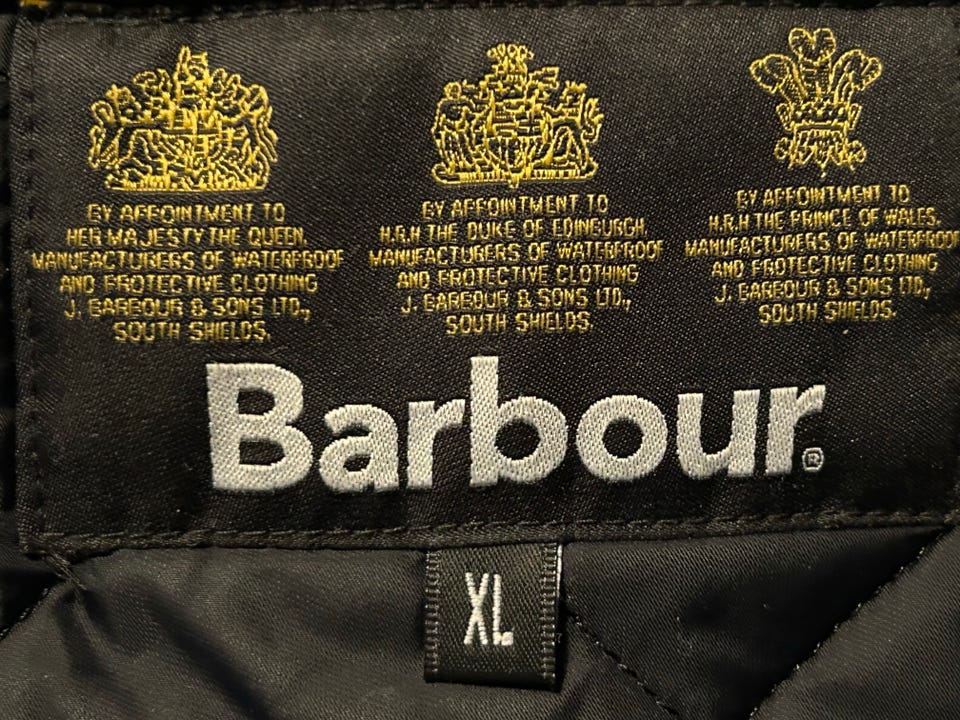 BY APPOINTMENT TO
HER MAJESTY THE QUEEN,
MANUFACTURERS OF WATERPROOF
AND PROTECTIVE CLOTHING
J. BARBOUR & SONS LTD.,
SOUTH SHIELDS.
BY APPOINTMENT TO
H.R.H THE DUKE OF EDINBURGH,
MANUFACTURERS OF WATERPROOF
AND PROTECTIVE CLOTHING
J. BARBOUR & SONS LTD.,
SOUTH SHIELDS.
BY APPOINTMENT TO
H.R.H THE PRINCE OF WALES,
MANUFACTURERS OF WATERPROOF
AND PROTECTIVE CLOTHING
J. BARBOUR & SONS LTD.,
SOUTH SHIELDS.
Barbour®
XL